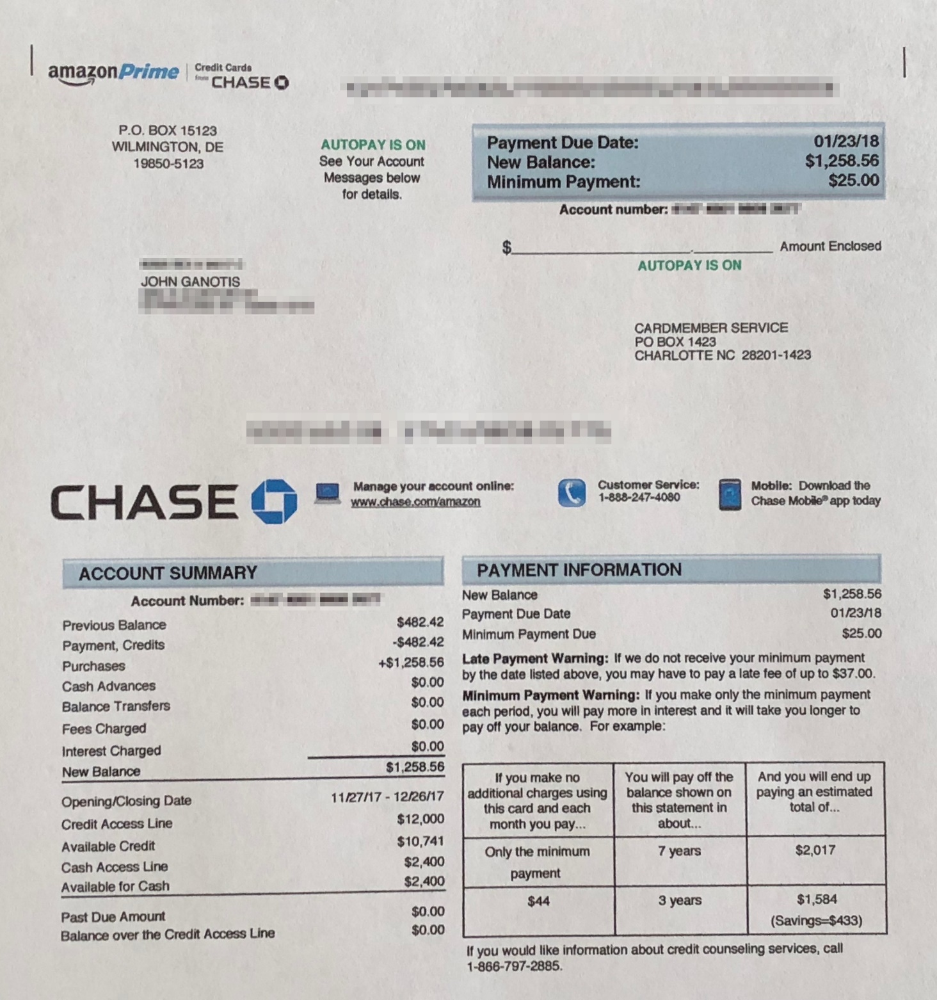 amazonPrime
Credit Cards
from CHASE
P.O. BOX 15123
WILMINGTON, DE
19850-5123
AUTOPAY IS ON
See Your Account
Messages below
for details.
Payment Due Date: 01/23/18
New Balance: $1,258.56
Minimum Payment: $25.00
Account number:
$ . Amount Enclosed
AUTOPAY IS ON
JOHN GANOTIS
CARDMEMBER SERVICE
PO BOX 1423
CHARLOTTE NC 28201-1423
CHASE
Manage your account online:
www.chase.com/amazon
Customer Service:
1-888-247-4080
Mobile: Download the
Chase Mobile® app today
ACCOUNT SUMMARY
Account Number:
Previous Balance $482.42
Payment, Credits -$482.42
Purchases +$1,258.56
Cash Advances $0.00
Balance Transfers $0.00
Fees Charged $0.00
Interest Charged $0.00
New Balance $1,258.56
Opening/Closing Date 11/27/17 - 12/26/17
Credit Access Line $12,000
Available Credit $10,741
Cash Access Line $2,400
Available for Cash $2,400
Past Due Amount $0.00
Balance over the Credit Access Line $0.00
PAYMENT INFORMATION
New Balance $1,258.56
Payment Due Date 01/23/18
Minimum Payment Due $25.00
Late Payment Warning: If we do not receive your minimum payment
by the date listed above, you may have to pay a late fee of up to $37.00.
Minimum Payment Warning: If you make only the minimum payment
each period, you will pay more in interest and it will take you longer to
pay off your balance. For example:
If you make no
additional charges using
this card and each
month you pay...
You will pay off the
balance shown on
this statement in
about...
And you will end up
paying an estimated
total of...
Only the minimum
payment
7 years
$2,017
$44
3 years
$1,584
(Savings=$433)
If you would like information about credit counseling services, call
1-866-797-2885.